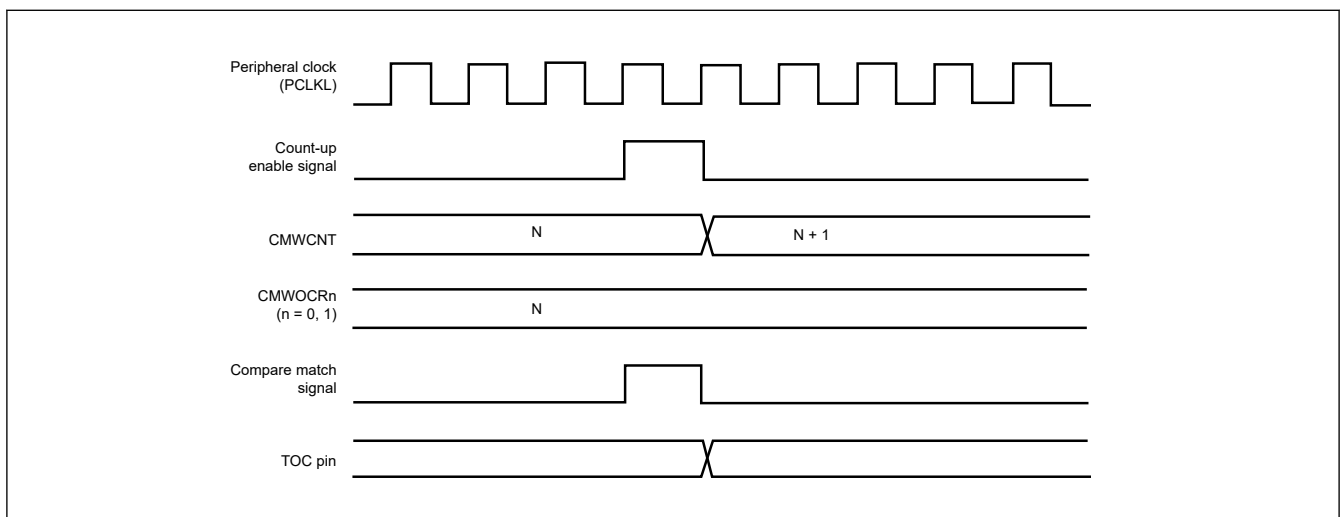 Peripheral clock
(PCLKL)
Count-up
enable signal
CMWCNT
N
N + 1
CMWOCRn
(n = 0, 1)
N
Compare match
signal
TOC pin